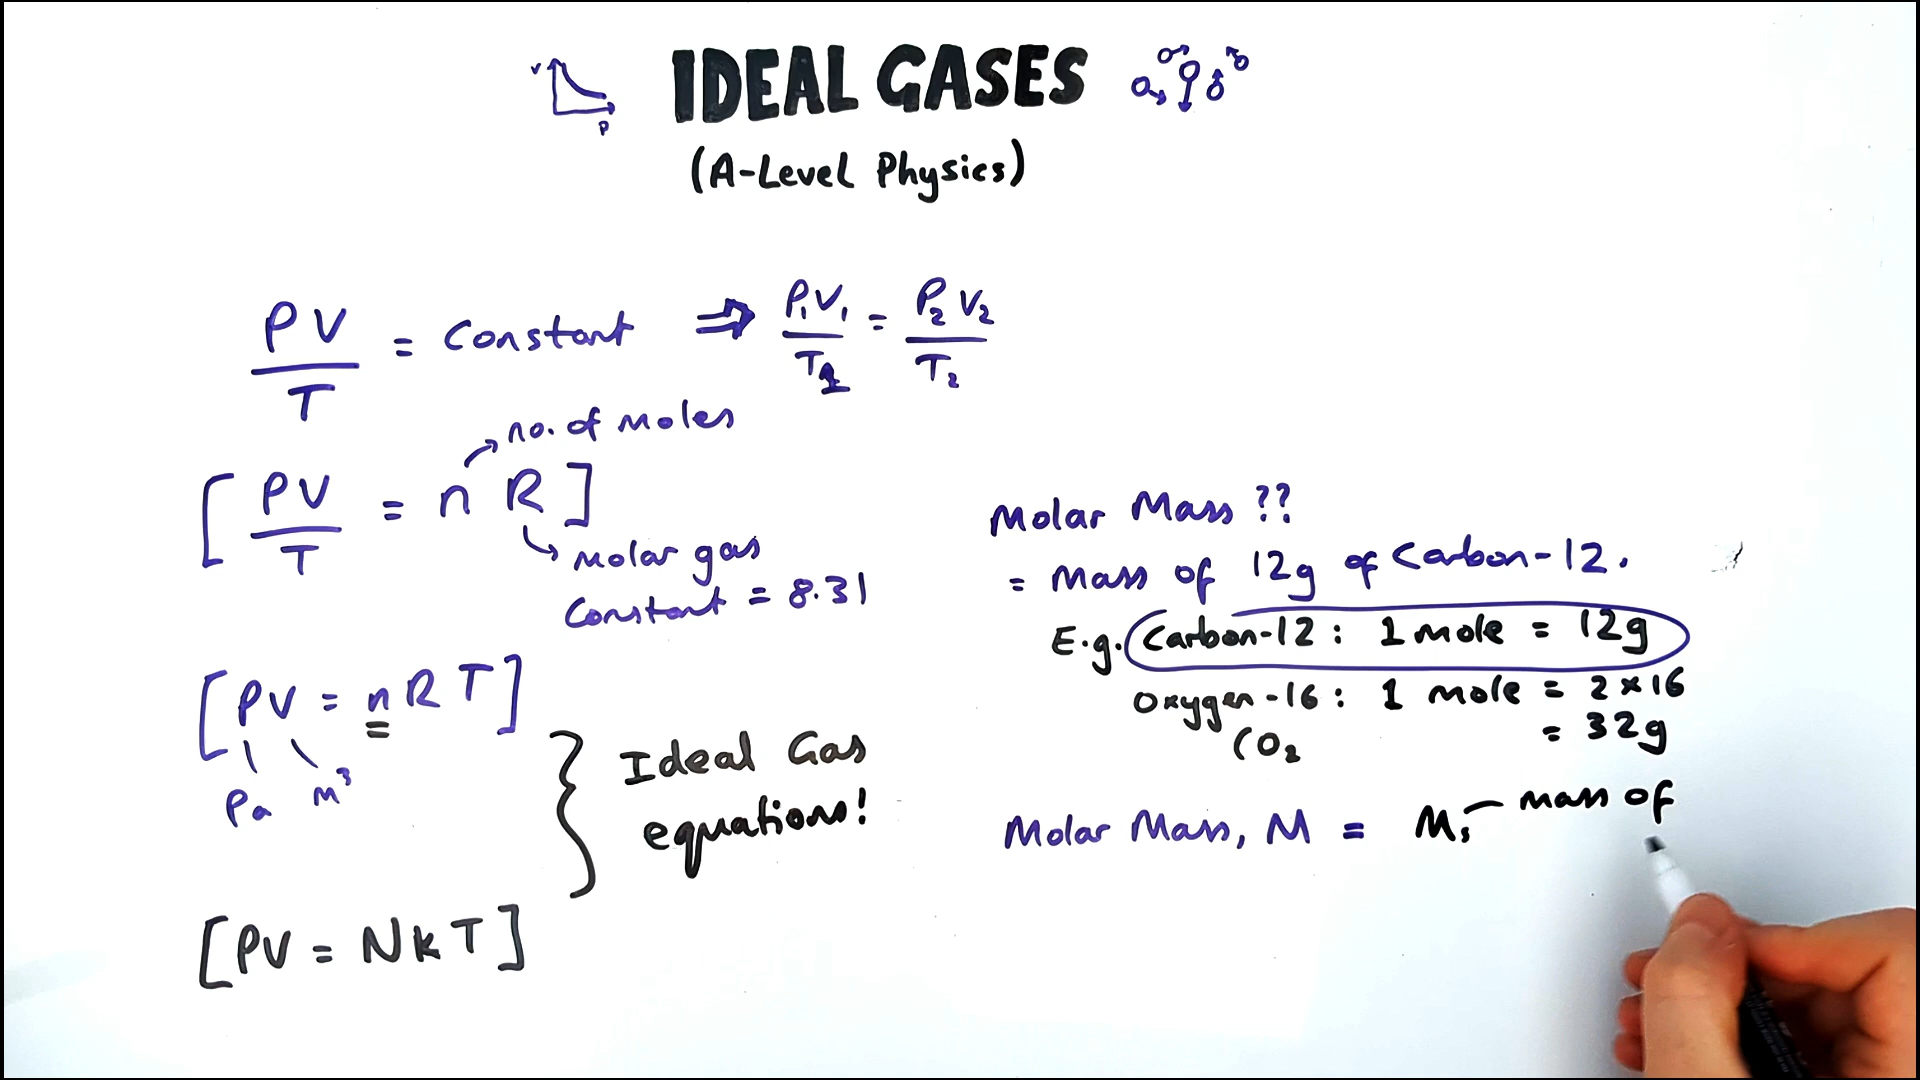 IDEAL GASES
(A-Level Physics)
V
P
PV/T = Constant ⇒ P₁V₁/T₁ = P₂V₂/T₂
no. of moles
[PV/T = nR]
molar gas
constant = 8.31
[PV = nRT]
Pa m³
} Ideal Gas
equations!
[PV = NkT]
Molar Mass ??
= mass of 12g of Carbon-12.
E.g. Carbon-12: 1 mole = 12g
Oxygen-16: 1 mole = 2×16
(O₂ = 32g
Molar Mass, M = Mₛ mass of